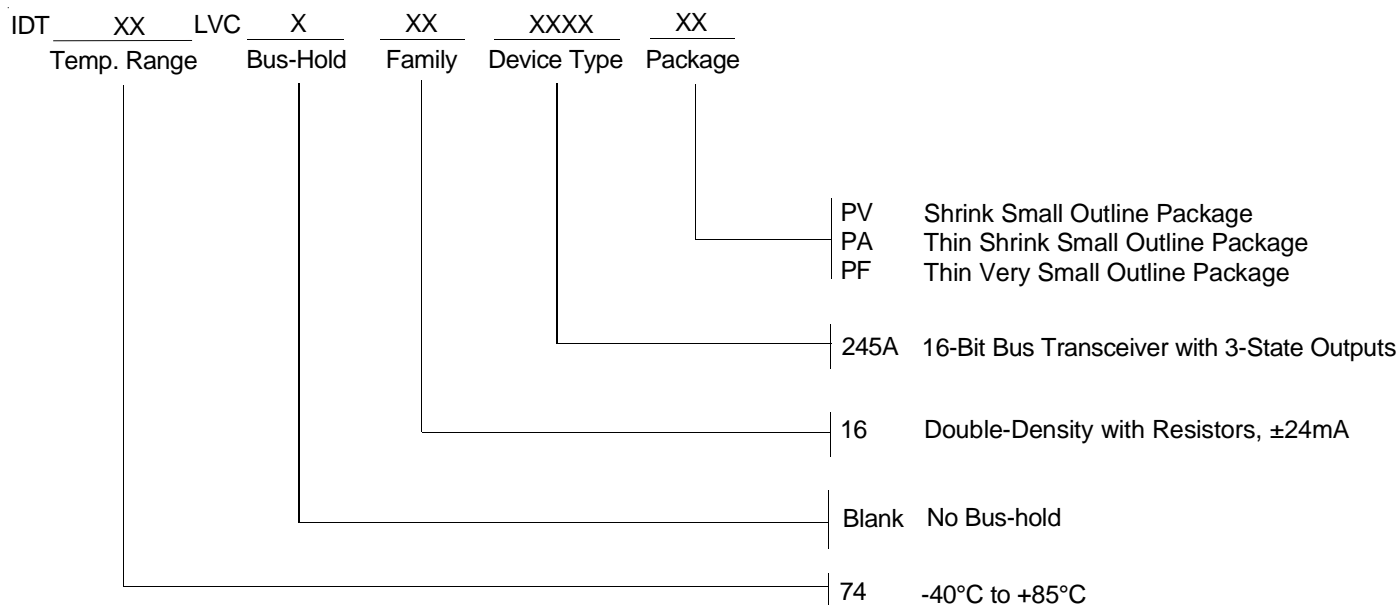 IDT XX LVC X XX XXXX XX
Temp. Range Bus-Hold Family Device Type Package
PV Shrink Small Outline Package
PA Thin Shrink Small Outline Package
PF Thin Very Small Outline Package
245A 16-Bit Bus Transceiver with 3-State Outputs
16 Double-Density with Resistors, ±24mA
Blank No Bus-hold
74 -40°C to +85°C